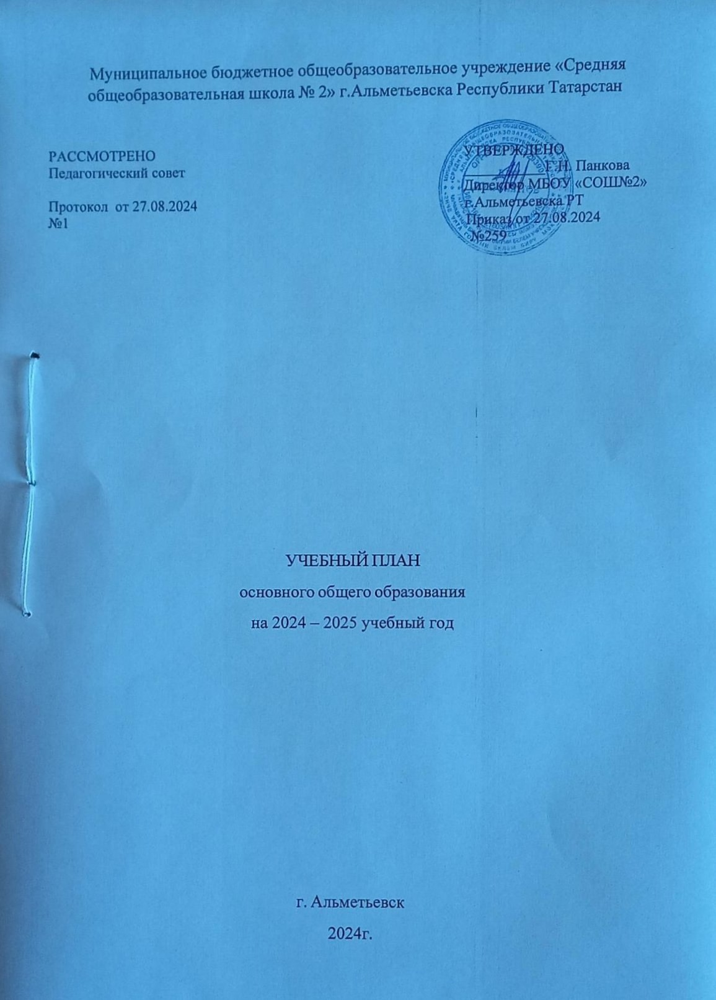 Муниципальное бюджетное общеобразовательное учреждение «Средняя
общеобразовательная школа № 2» г.Альметьевска Республики Татарстан
РАССМОТРЕНО
Педагогический совет
Протокол от 27.08.2024
№1
УТВЕРЖДЕНО
Е.Н. Панкова
Директор МБОУ «СОШ№2»
г.Альметьевска РТ
Приказ от 27.08.2024
№259
УЧЕБНЫЙ ПЛАН
основного общего образования
на 2024 – 2025 учебный год
г. Альметьевск
2024г.